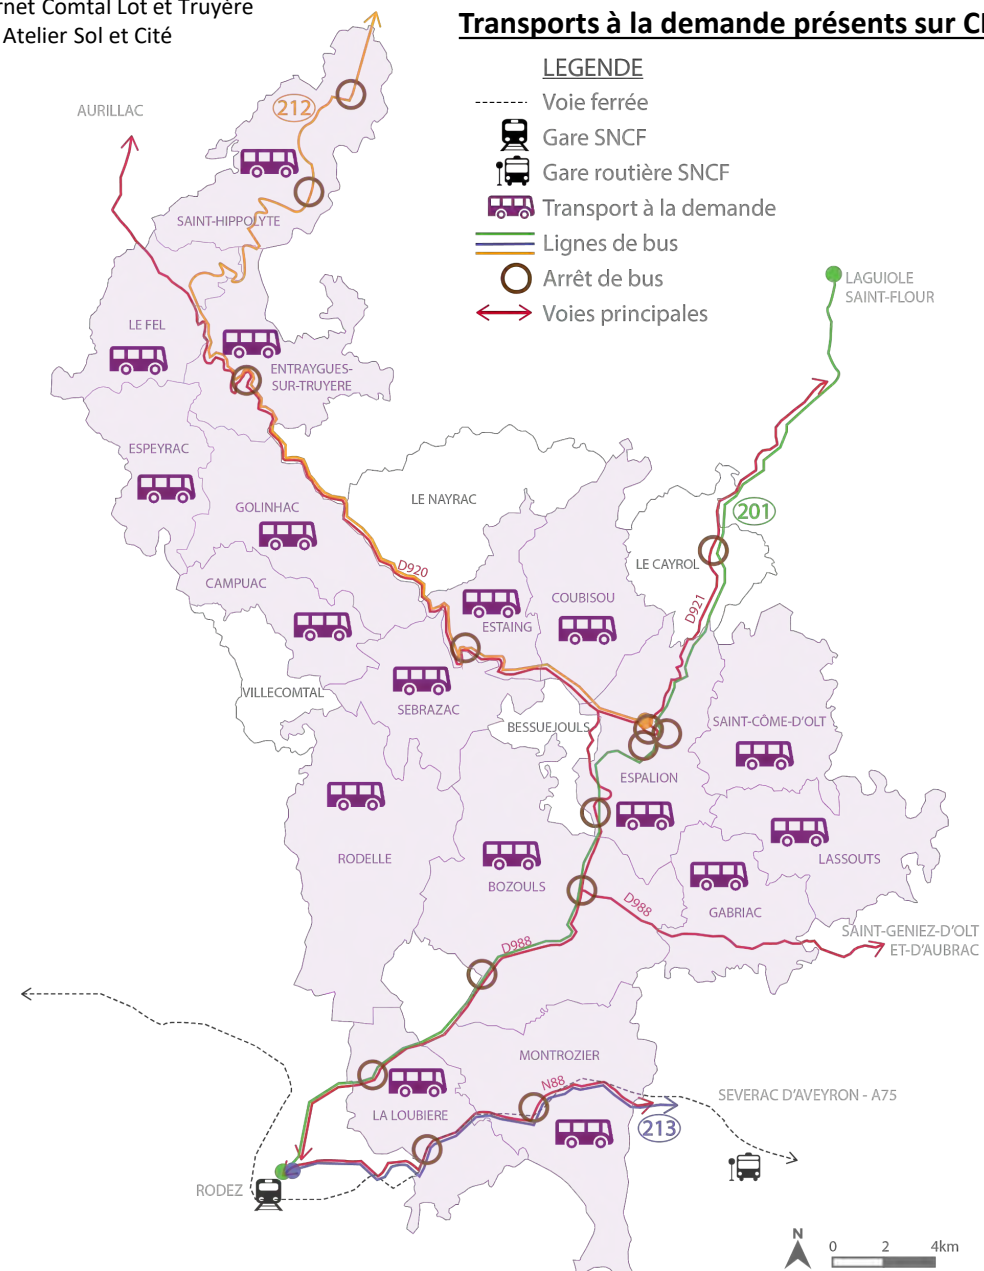 Comtal Lot et Truyère
Atelier Sol et Cité
Transports à la demande présents sur
LEGENDE
Voie ferrée
Gare SNCF
Gare routière SNCF
Transport à la demande
Lignes de bus
Arrêt de bus
Voies principales
212
AURILLAC
SAINT-HIPPOLYTE
LAGUIOLE
SAINT-FLOUR
LE FEL
ENTRAYGUES-
SUR-TRUYERE
ESPEYRAC
LE NAYRAC
GOLINHAC
201
D920
LE CAYROL
CAMPUAC
COUBISOU
D921
ESTAING
VILLECOMTAL
SEBRAZAC
BESSUEJOULS
SAINT-CÔME-D'OLT
ESPALION
RODELLE
BOZOULS
LASSOUTS
D988
GABRIAC
D988
SAINT-GENIEZ-D'OLT
ET-D'AUBRAC
MONTROZIER
N88
SEVERAC D'AVEYRON - A75
LA LOUBIERE
213
RODEZ
N
0 2 4km